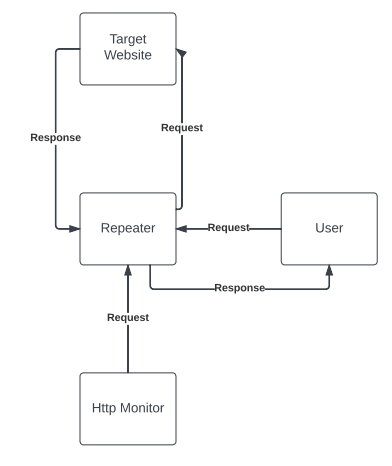 Target
Website
Response
Request
Repeater
Request
User
Response
Request
Http Monitor